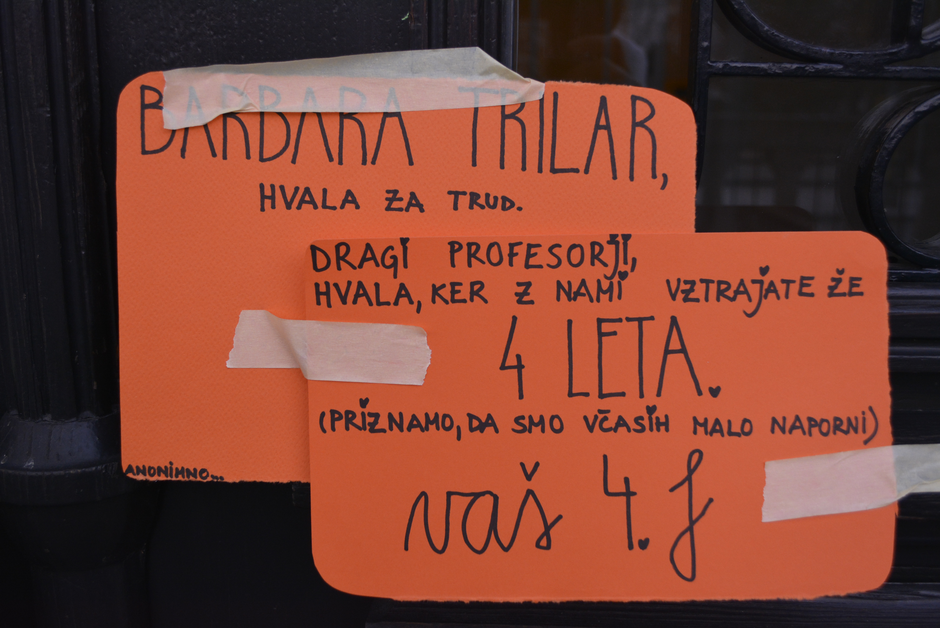 BARBARA TRILAR,
HVALA ZA TRUD.
ANONIMNO...
DRAGI PROFESORJI,
HVALA, KER Z NAMI VZTRAJATE ŽE
4 LETA.
(PRIZNAMO, DA SMO VČASIH MALO NAPORNI)
vaš 4. f